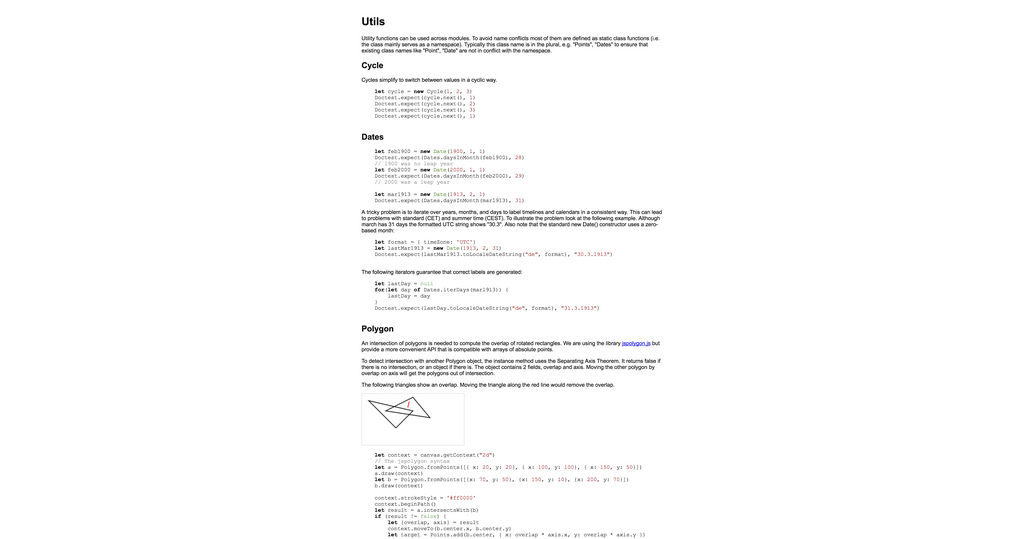 Utils
Utility functions can be used across modules. To avoid name conflicts most of them are defined as static class functions (i.e.
the class mainly serves as a namespace). Typically this class name is in the plural, e.g. "Points", "Dates" to ensure that
existing class names like "Point", "Date" are not in conflict with the namespace.
Cycle
Cycles simplify to switch between values in a cyclic way.
let cycle = new Cycle(1, 2, 3)
Doctest.expect(cycle.next(), 1)
Doctest.expect(cycle.next(), 2)
Doctest.expect(cycle.next(), 3)
Doctest.expect(cycle.next(), 1)
Dates
let feb1900 = new Date(1900, 1, 1)
Doctest.expect(Dates.daysInMonth(feb1900), 28)
// 1900 was no leap year
let feb2000 = new Date(2000, 1, 1)
Doctest.expect(Dates.daysInMonth(feb2000), 29)
// 2000 was a leap year
let mar1913 = new Date(1913, 2, 1)
Doctest.expect(Dates.daysInMonth(mar1913), 31)
A tricky problem is to iterate over years, months, and days to label timelines and calendars in a consistent way. This can lead
to problems with standard (CET) and summer time (CEST). To illustrate the problem look at the following example. Although
march has 31 days the formatted UTC string shows "30.3". Also note that the standard new Date() constructor uses a zero-
based month:
let format = { timeZone: 'UTC'}
let lastMar1913 = new Date(1913, 2, 31)
Doctest.expect(lastMar1913.toLocaleDateString("de", format), "30.3.1913")
The following iterators guarantee that correct labels are generated:
let lastDay = null
for(let day of Dates.iterDays(mar1913)) {
lastDay = day
}
Doctest.expect(lastDay.toLocaleDateString("de", format), "31.3.1913")
Polygon
An intersection of polygons is needed to compute the overlap of rotated rectangles. We are using the library jspolygon.js but
provide a more convenient API that is compatible with arrays of absolute points.
To detect intersection with another Polygon object, the instance method uses the Separating Axis Theorem. It returns false if
there is no intersection, or an object if there is. The object contains 2 fields, overlap and axis. Moving the other polygon by
overlap on axis will get the polygons out of intersection.
The following triangles show an overlap. Moving the triangle along the red line would remove the overlap.
let context = canvas.getContext("2d")
// The jspolygon syntax
let a = Polygon.fromPoints([{ x: 20, y: 20}, { x: 100, y: 100}, { x: 150, y: 50}])
a.draw(context)
let b = Polygon.fromPoints([{x: 70, y: 50}, {x: 150, y: 10}, {x: 200, y: 70}])
b.draw(context)
context.strokeStyle = '#ff0000'
context.beginPath()
let result = a.intersectsWith(b)
if (result != false) {
let {overlap, axis} = result
context.moveTo(b.center.x, b.center.y)
let target = Points.add(b.center, { x: overlap * axis.x, y: overlap * axis.y })